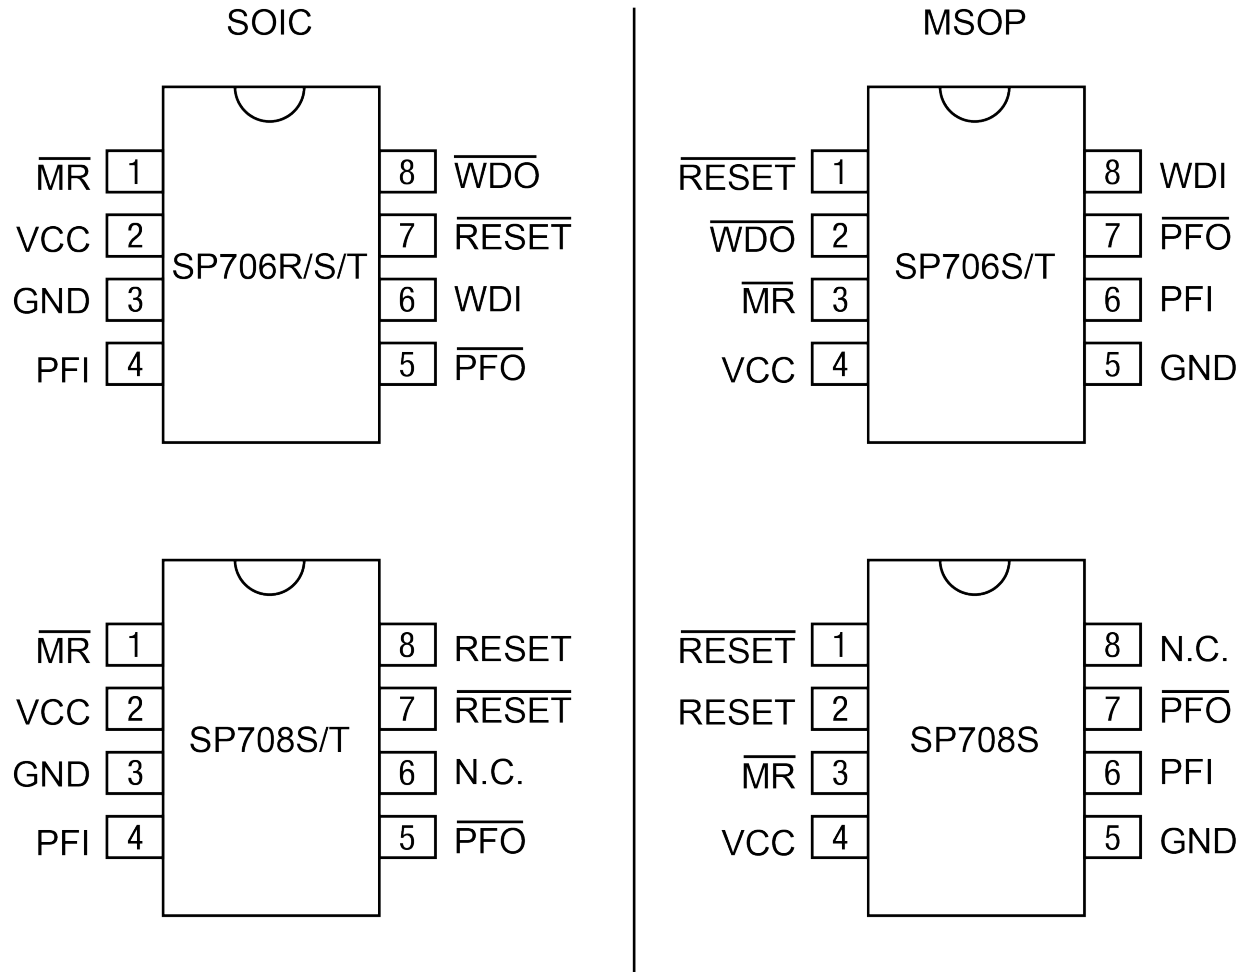 SOIC
MR 1 8 WDO
VCC 2 7 RESET
SP706R/S/T
GND 3 6 WDI
PFI 4 5 PFO
MR 1 8 RESET
VCC 2 7 RESET
SP708S/T
GND 3 6 N.C.
PFI 4 5 PFO
MSOP
RESET 1 8 WDI
WDO 2 7 PFO
SP706S/T
MR 3 6 PFI
VCC 4 5 GND
RESET 1 8 N.C.
RESET 2 7 PFO
SP708S
MR 3 6 PFI
VCC 4 5 GND